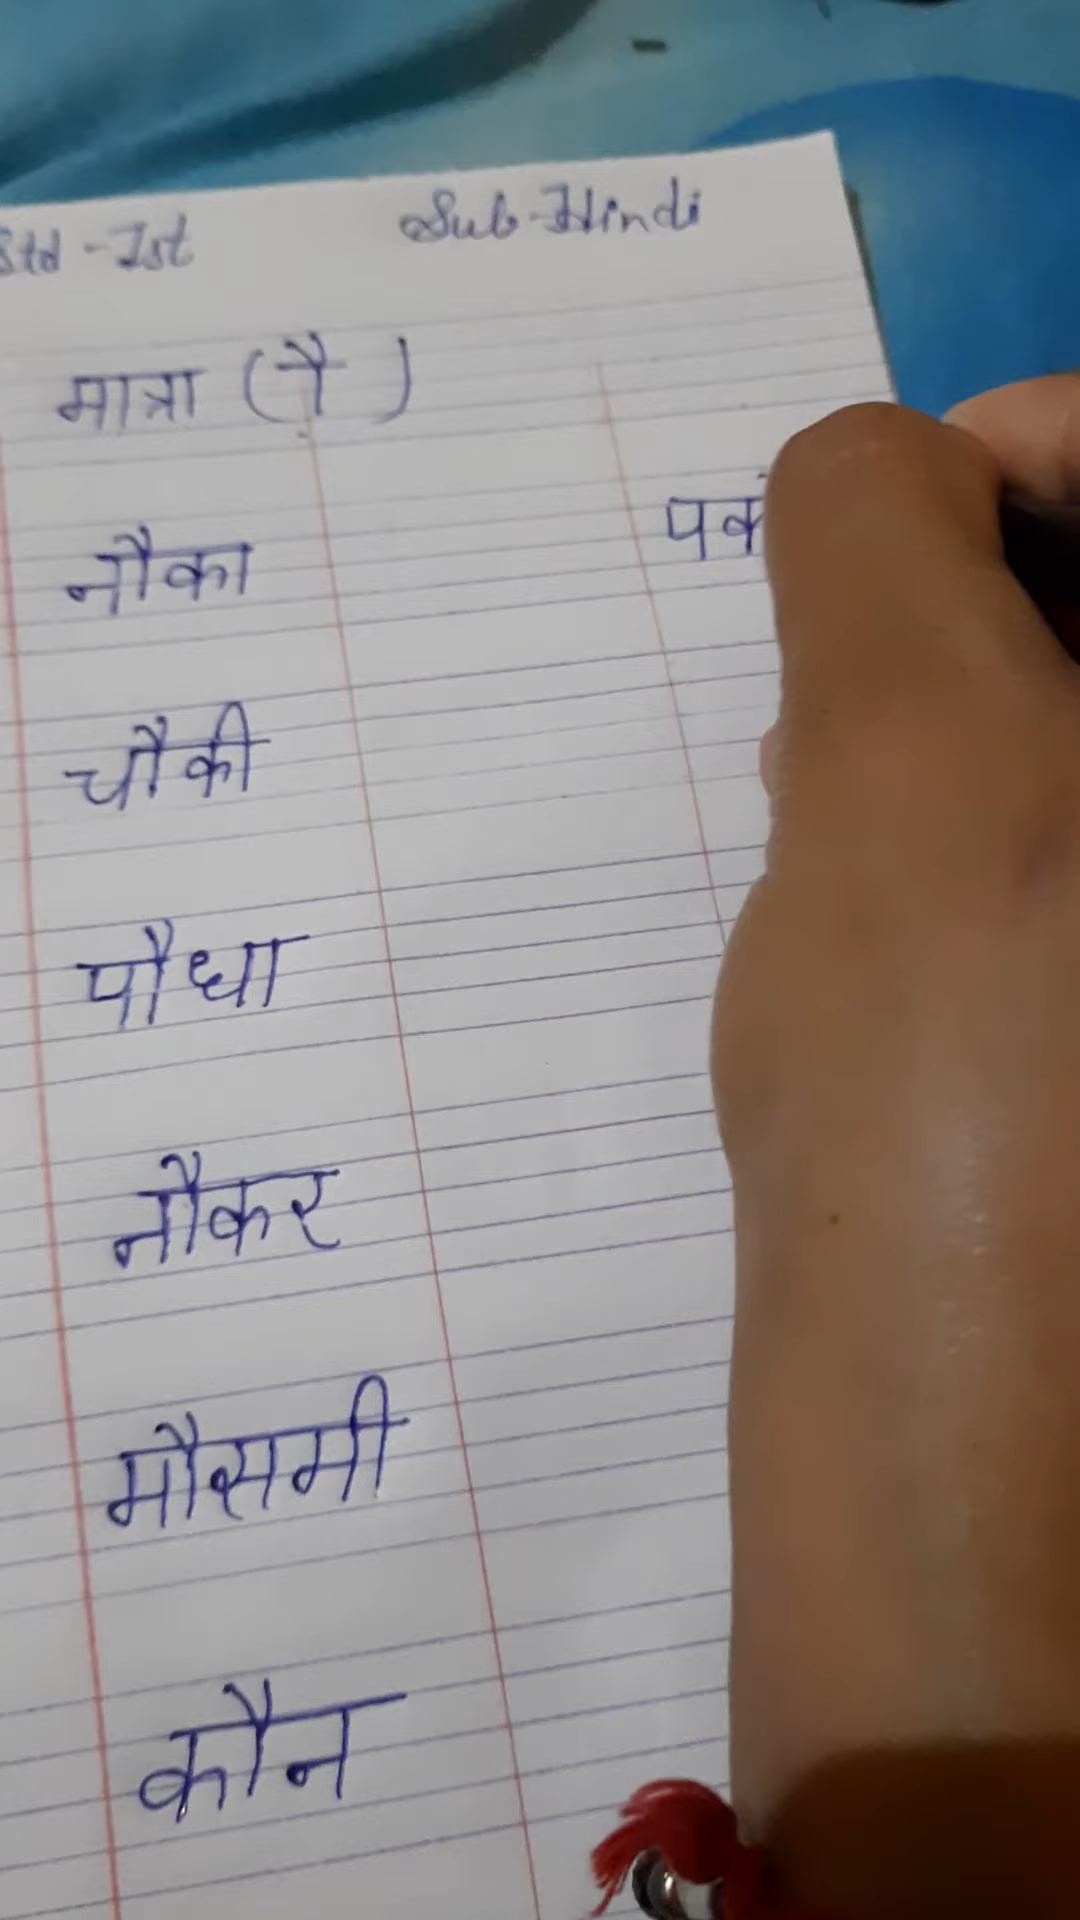 Std-Ist Sub-Hindi
मात्रा (ौ)
नौका
चौकी
पौधा
नौकर
मौसमी
कौन